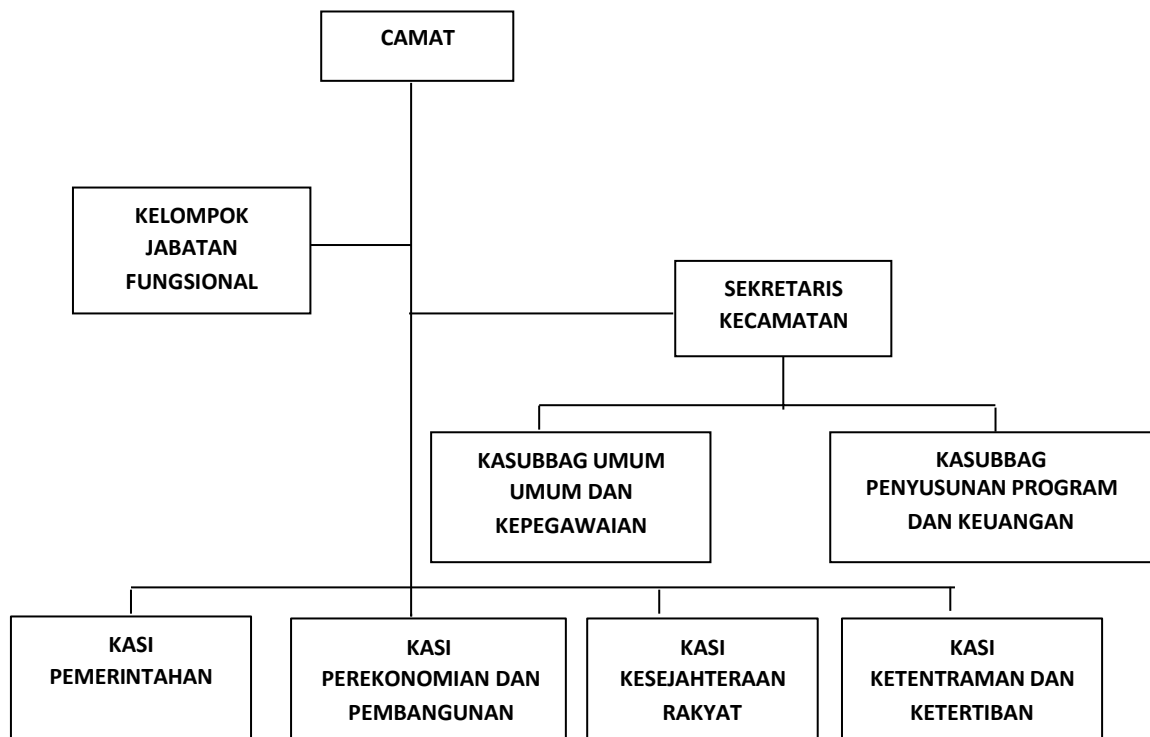 CAMAT
KELOMPOK
JABATAN
FUNGSIONAL
SEKRETARIS
KECAMATAN
KASUBBAG UMUM
UMUM DAN
KEPEGAWAIAN
KASUBBAG
PENYUSUNAN PROGRAM
DAN KEUANGAN
KASI
PEMERINTAHAN
KASI
PEREKONOMIAN DAN
PEMBANGUNAN
KASI
KESEJAHTERAAN
RAKYAT
KASI
KETENTRAMAN DAN
KETERTIBAN